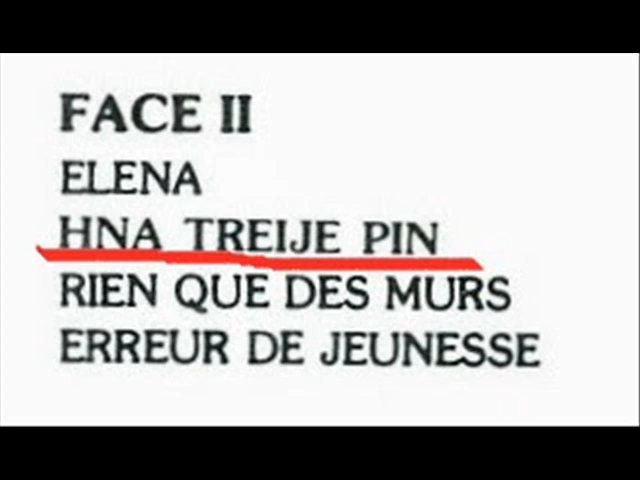 FACE II
ELENA
HNA TREIJE PIN
RIEN QUE DES MURS
ERREUR DE JEUNESSE